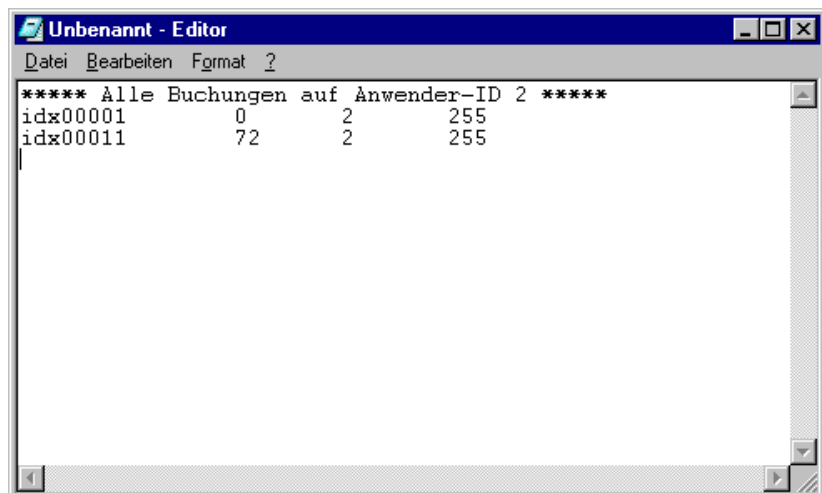 Unbenannt - Editor
Datei Bearbeiten Format ?
***** Alle Buchungen auf Anwender-ID 2 *****
idx00001 0 2 255
idx00011 72 2 255